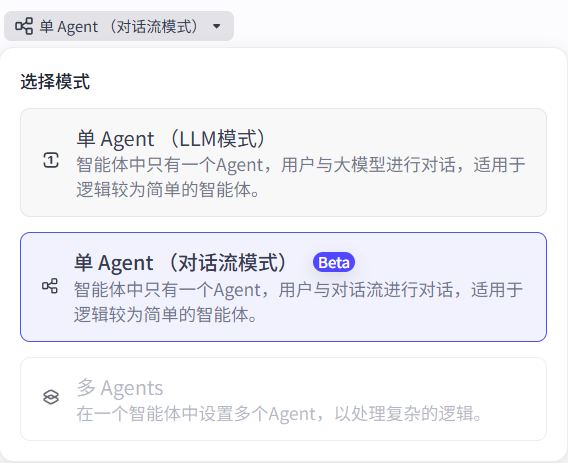 单 Agent （对话流模式）
选择模式
单 Agent （LLM模式）
智能体中只有一个Agent，用户与大模型进行对话，适用于
逻辑较为简单的智能体。
单 Agent （对话流模式） Beta
智能体中只有一个Agent，用户与对话流进行对话，适用于
逻辑较为简单的智能体。
多 Agents
在一个智能体中设置多个Agent，以处理复杂的逻辑。